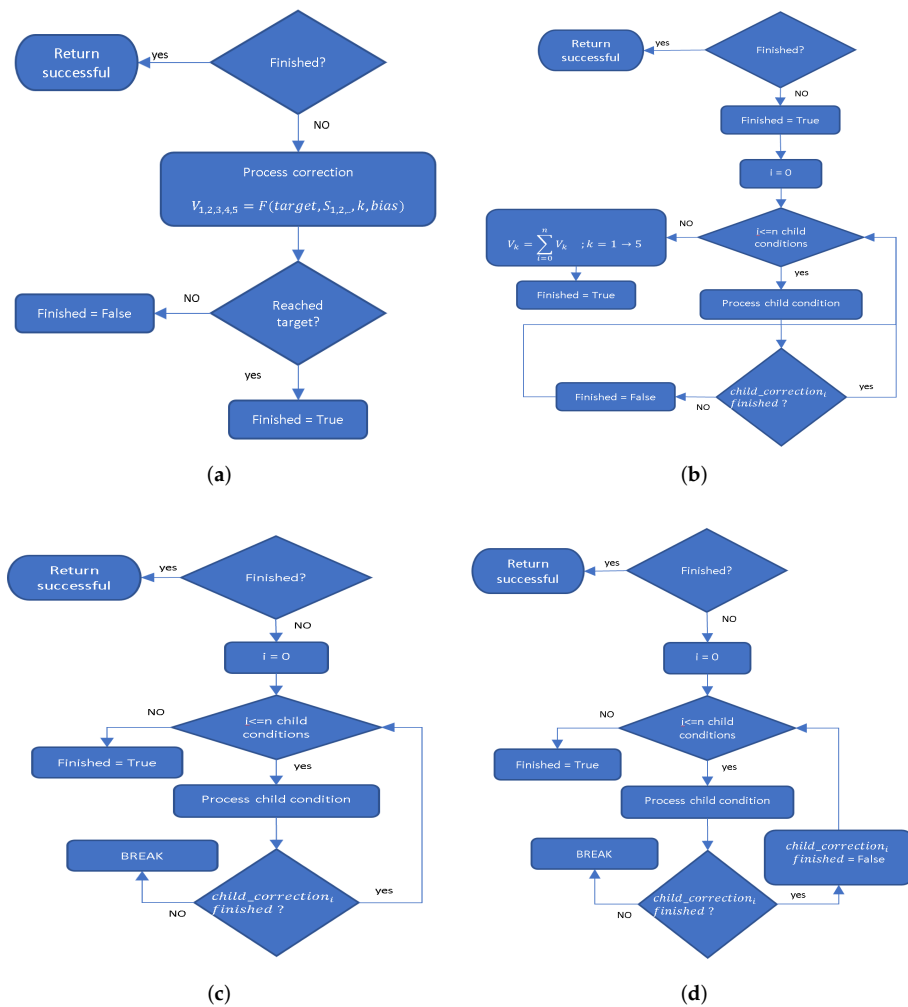 Return
successful
yes
Finished?
NO
Process correction
V₁,₂,₃,₄,₅ = F(target, S₁,₂,.., k, bias)
Reached
target?
NO
Finished = False
yes
Finished = True
(a)
Return
successful
yes
Finished?
NO
Finished = True
i = 0
i<=n child
conditions
NO
V_k = \sum_{i=0}^{n} V_k ; k = 1 → 5
Finished = True
yes
Process child condition
child_correctionᵢ
finished ?
NO
Finished = False
yes
(b)
Return
successful
yes
Finished?
NO
i = 0
i<=n child
conditions
NO
Finished = True
yes
Process child condition
BREAK
child_correctionᵢ
finished ?
NO
yes
(c)
Return
successful
yes
Finished?
NO
i = 0
i<=n child
conditions
NO
Finished = True
yes
Process child condition
BREAK
child_correctionᵢ
finished ?
NO
yes
child_correctionᵢ
finished = False
(d)